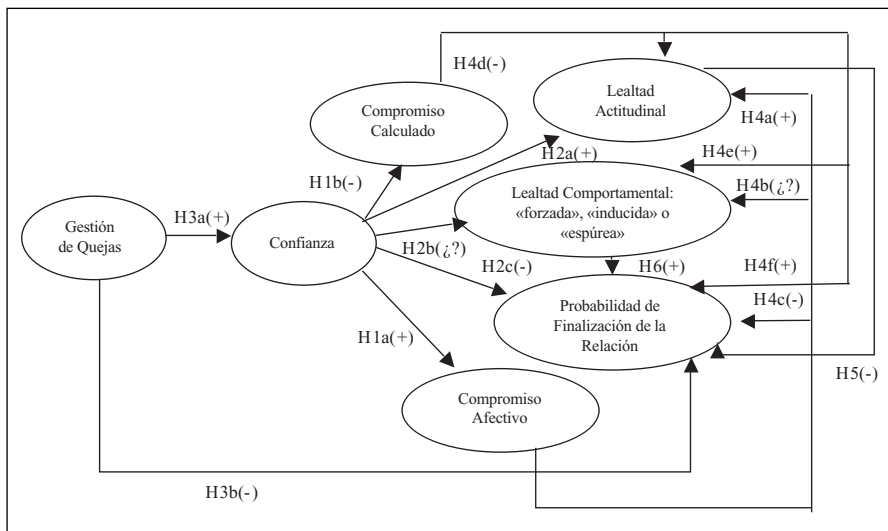 H4d(-)
Lealtad
Actitudinal
Compromiso
Calculado
H4a(+)
H2a(+)
H4e(+)
H1b(-)
Lealtad Comportamental:
«forzada», «inducida» o
«espúrea»
H4b(¿?)
Gestión
de Quejas
H3a(+)
Confianza
H2b(¿?)
H2c(-)
H6(+)
H4f(+)
Probabilidad de
Finalización de la
Relación
H4c(-)
H1a(+)
H5(-)
Compromiso
Afectivo
H3b(-)